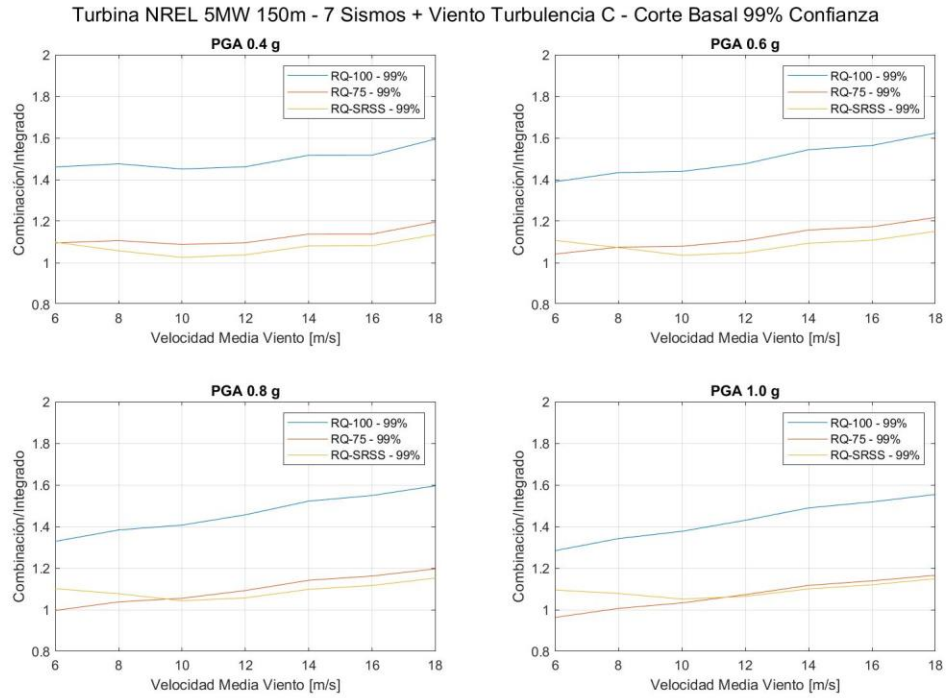 Turbina NREL 5MW 150m - 7 Sismos + Viento Turbulencia C - Corte Basal 99% Confianza
PGA 0.4 g
2
1.8
1.6
1.4
1.2
1
0.8
Combinación/Integrado
RQ-100 - 99%
RQ-75 - 99%
RQ-SRSS - 99%
6 8 10 12 14 16 18
Velocidad Media Viento [m/s]
PGA 0.6 g
2
1.8
1.6
1.4
1.2
1
0.8
Combinación/Integrado
RQ-100 - 99%
RQ-75 - 99%
RQ-SRSS - 99%
6 8 10 12 14 16 18
Velocidad Media Viento [m/s]
PGA 0.8 g
2
1.8
1.6
1.4
1.2
1
0.8
Combinación/Integrado
RQ-100 - 99%
RQ-75 - 99%
RQ-SRSS - 99%
6 8 10 12 14 16 18
Velocidad Media Viento [m/s]
PGA 1.0 g
2
1.8
1.6
1.4
1.2
1
0.8
Combinación/Integrado
RQ-100 - 99%
RQ-75 - 99%
RQ-SRSS - 99%
6 8 10 12 14 16 18
Velocidad Media Viento [m/s]